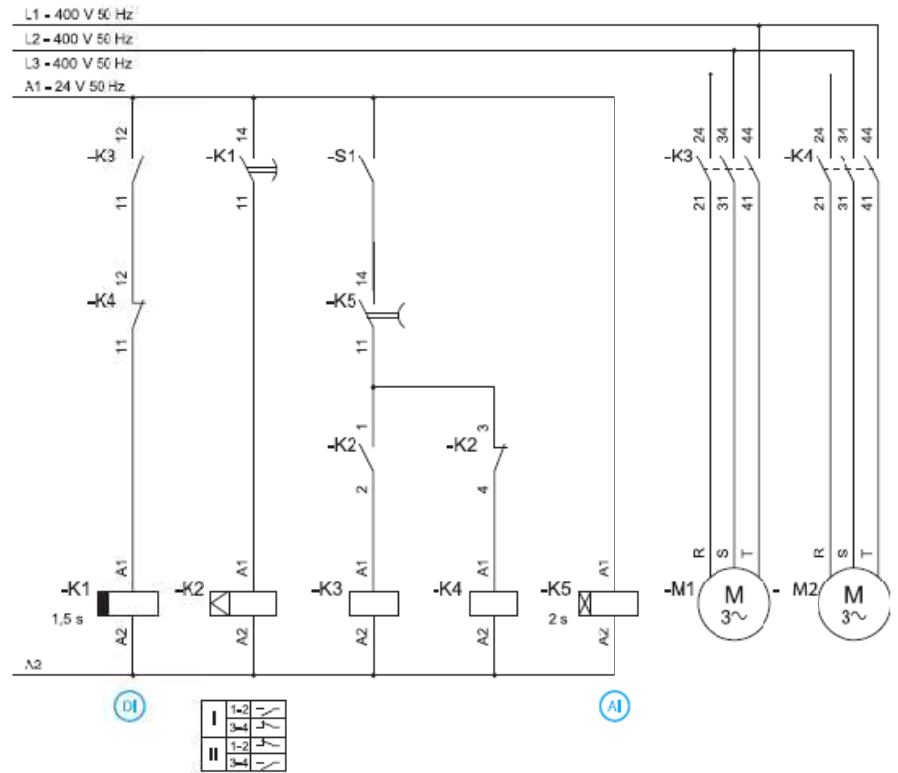 L1 - 400 V 50 Hz
L2 - 400 V 50 Hz
L3 - 400 V 50 Hz
A1 - 24 V 50 Hz
12
14
24
34
44
24
31
44
-K3
-K1
-S1
-K3
-K4
11
11
21
31
41
21
31
41
12
14
-K4
-K5
11
11
1
3
-K2
-K2
2
4
R
S
T
R
S
T
A1
A1
A1
A1
A1
-K1
-K2
-K3
-K4
-K5
-M1
M
3~
-
M2
M
3~
1,5 s
2 s
A2
A2
A2
A2
A2
A2
DI
AI
I
1-2
3-4
II
1-2
3-4